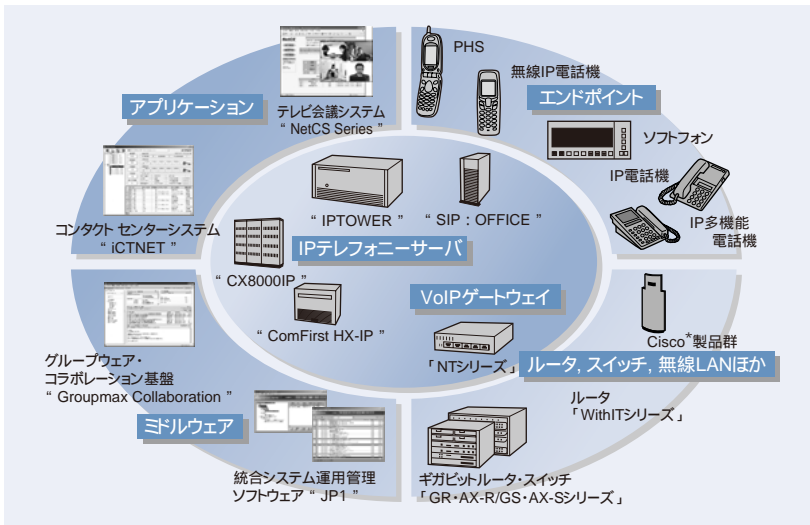 アプリケーション
テレビ会議システム
“ NetCS Series ”
コンタクト センターシステム
“ iCTNET ”
PHS
無線IP電話機
エンドポイント
ソフトフォン
IP電話機
IP多機能
電話機
“ IPTOWER ”
“ SIP：OFFICE ”
IPテレフォニーサーバ
“ CX8000IP ”
“ ComFirst HX-IP ”
VoIPゲートウェイ
「NTシリーズ」
グループウェア・
コラボレーション基盤
“ Groupmax Collaboration ”
ミドルウェア
統合システム運用管理
ソフトウェア“ JP1 ”
Cisco*製品群
ルータ, スイッチ, 無線LANほか
ルータ
「WithITシリーズ」
ギガビットルータ・スイッチ
「GR・AX-R/GS・AX-Sシリーズ」